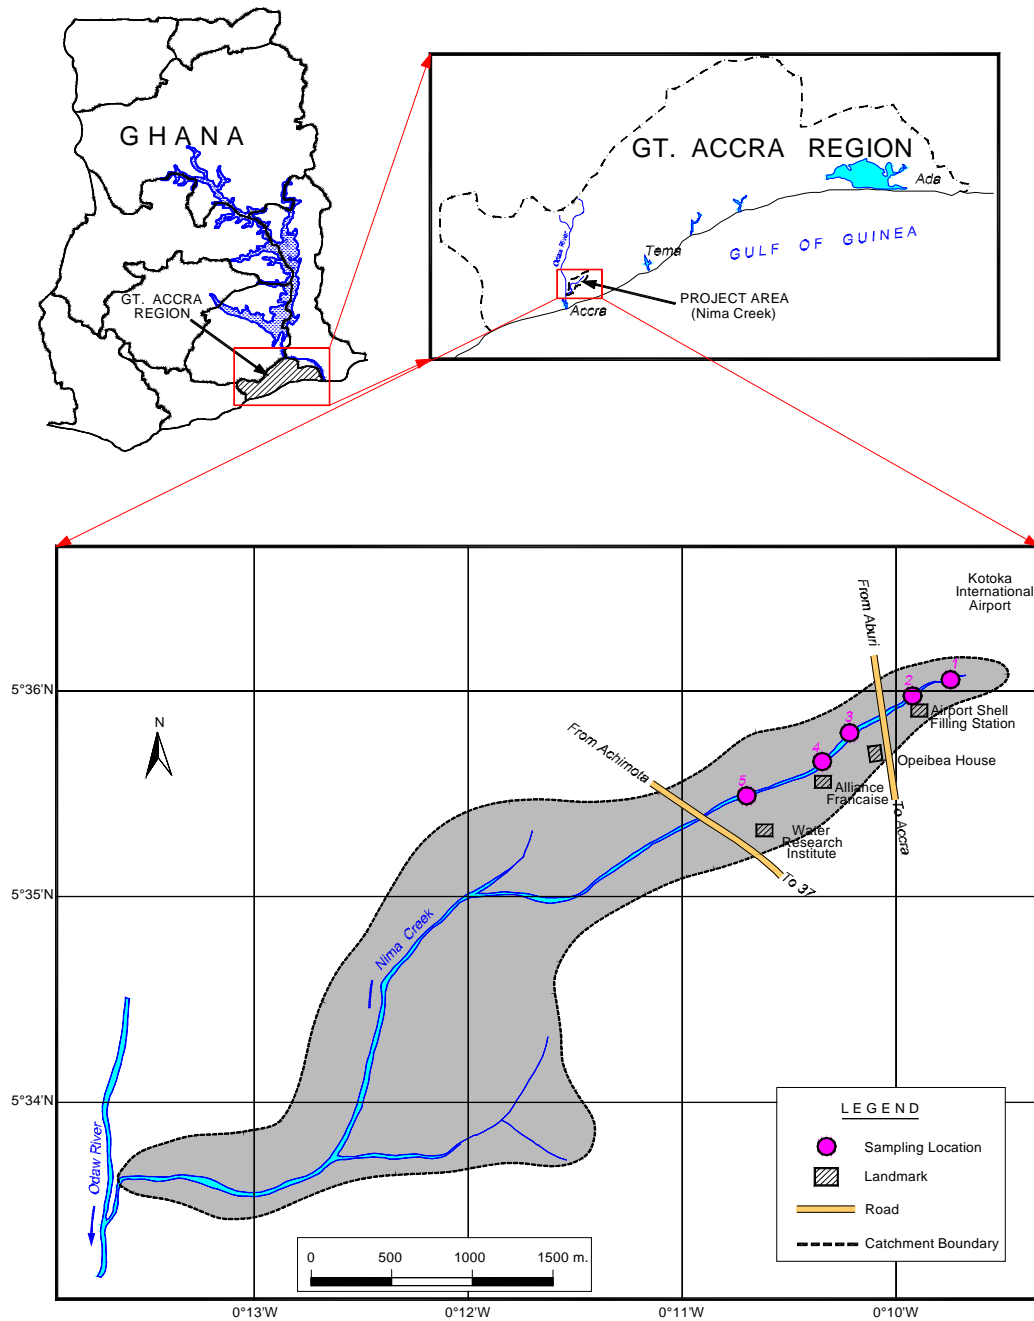 GHANA
GT. ACCRA
REGION
GT. ACCRA REGION
Ada
Odaw River
Tema
GULF OF GUINEA
PROJECT AREA
(Nima Creek)
Accra
Kotoka
International
Airport
From Aburi
5°36'N
1
2
Airport Shell
Filling Station
N
3
From Achimota
4
Opeibea House
5
Alliance
Francaise
To Accra
Water
Research
Institute
To 37
5°35'N
Nima Creek
5°34'N
Odaw River
LEGEND
Sampling Location
Landmark
Road
Catchment Boundary
0 500 1000 1500 m.
0°13'W 0°12'W 0°11'W 0°10'W